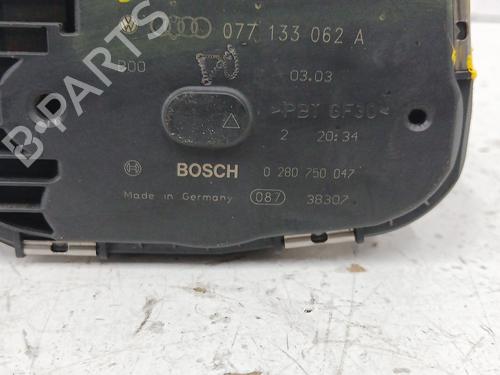 077 133 062 A
B00
03.03
>PBT GF30<
2 20:34
BOSCH 0 280 750 047
Made in Germany 087 38307
B-PARTS